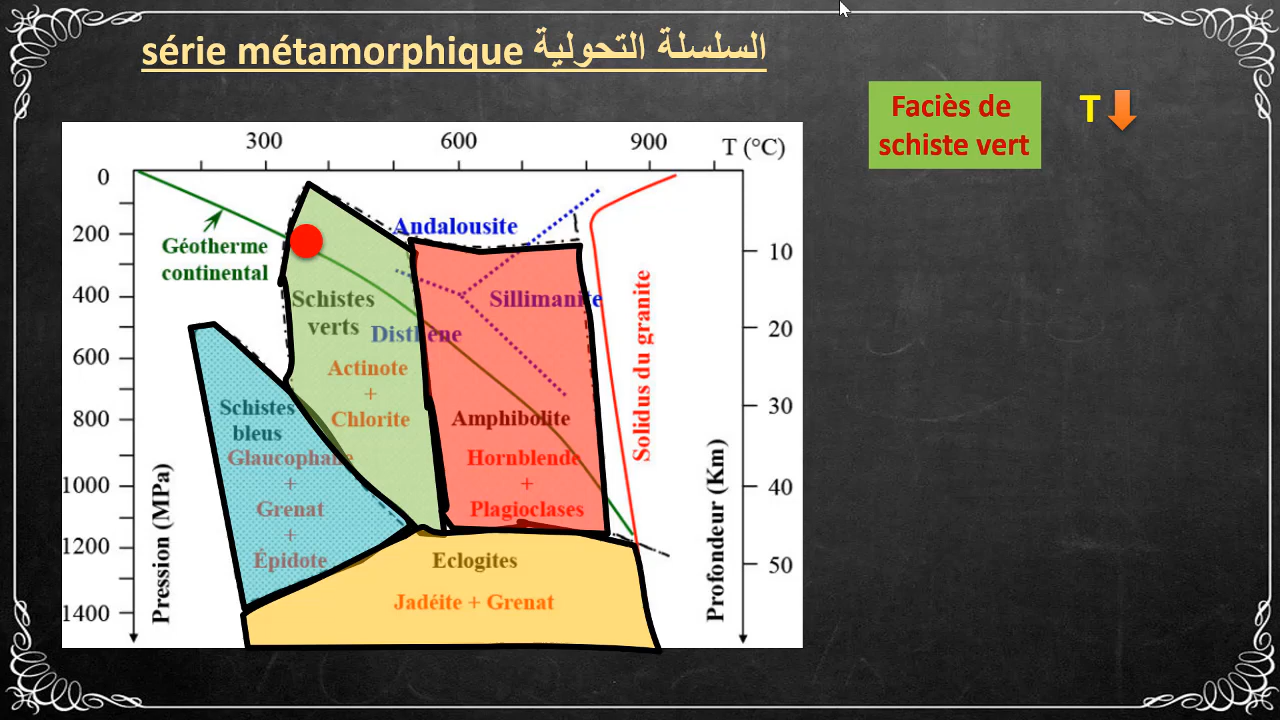 série métamorphique السلسلة التحولية
Faciès de
schiste vert
T
300
600
900
T (°C)
0
200
400
600
800
1000
1200
1400
10
20
30
40
50
Pression (MPa)
Profondeur (Km)
Géotherme
continental
Andalousite
Sillimanite
Disthène
Solidus du granite
Schistes
verts
Actinote
+
Chlorite
Amphibolite
Hornblende
+
Plagioclases
Schistes
bleus
Glaucophane
+
Grenat
+
Épidote
Eclogites
Jadéite + Grenat